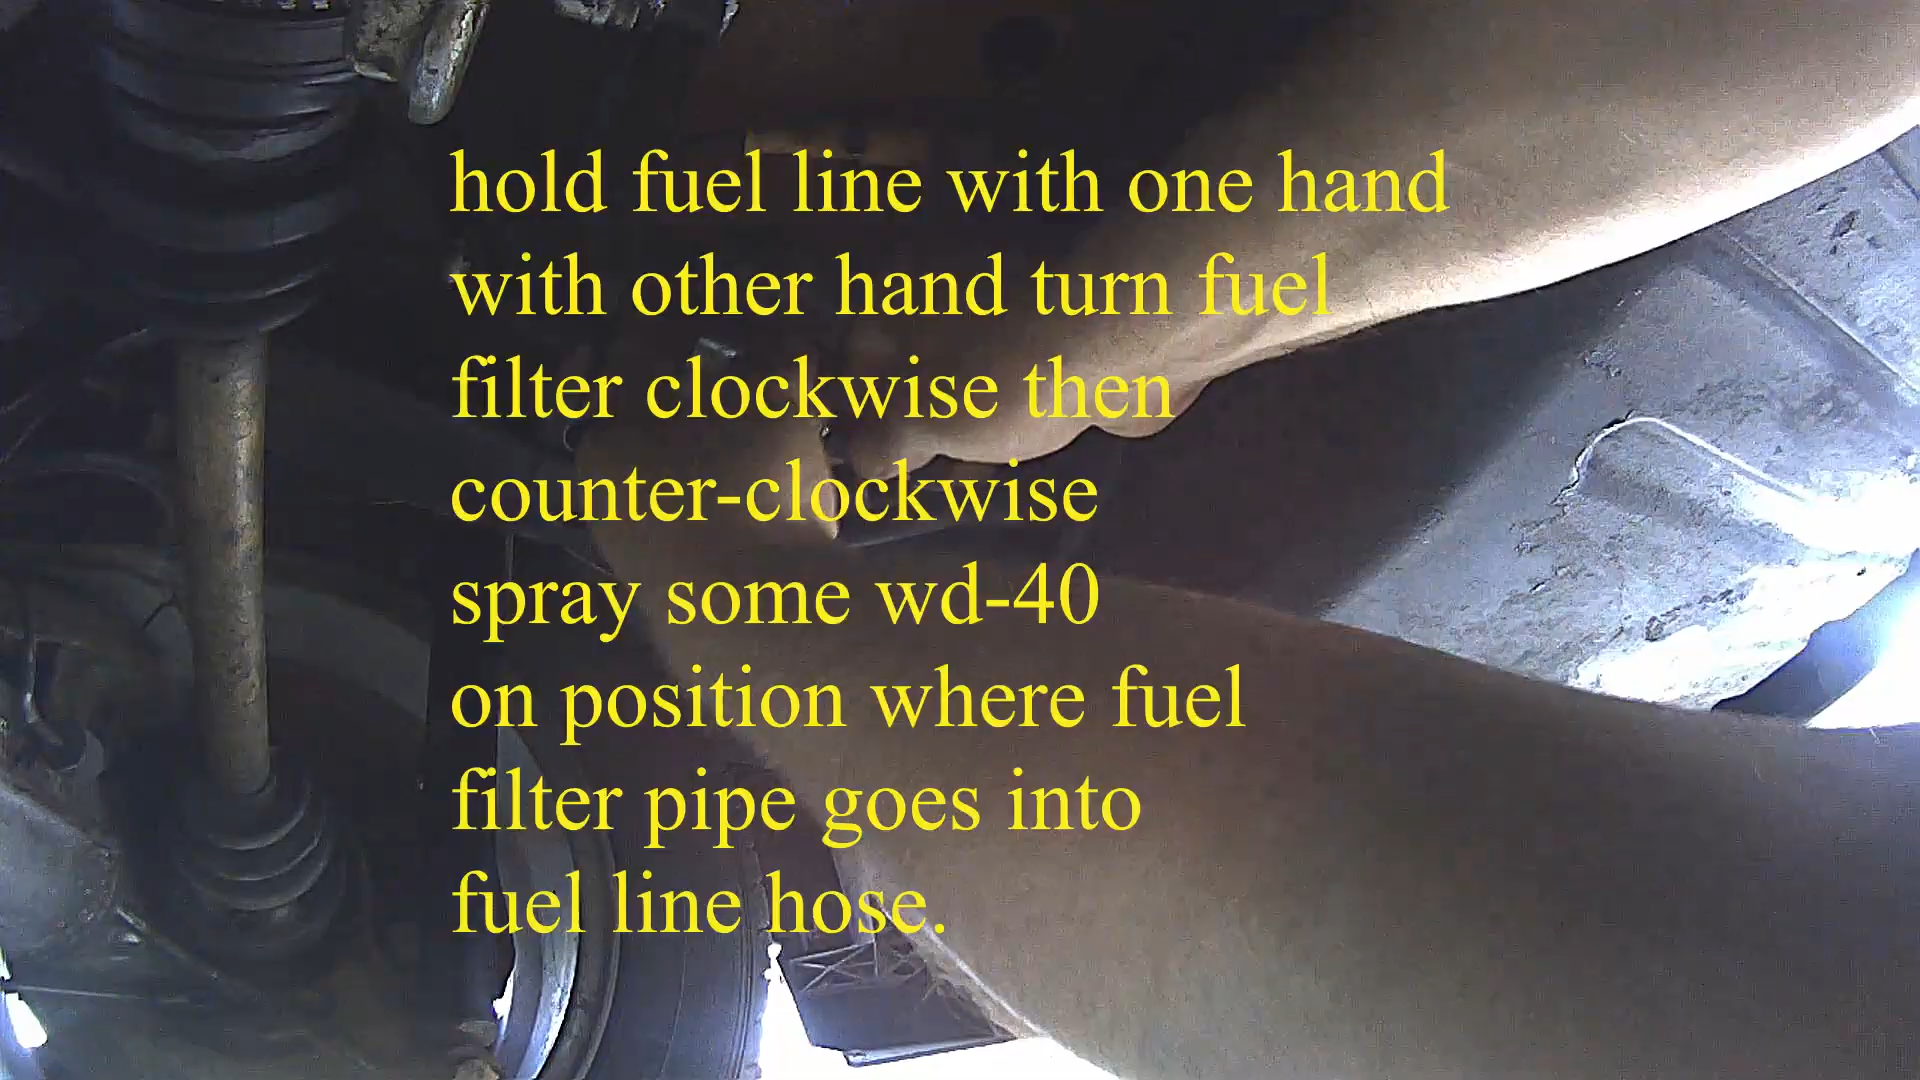 hold fuel line with one hand
with other hand turn fuel
filter clockwise then
counter-clockwise
spray some wd-40
on position where fuel
filter pipe goes into
fuel line hose.